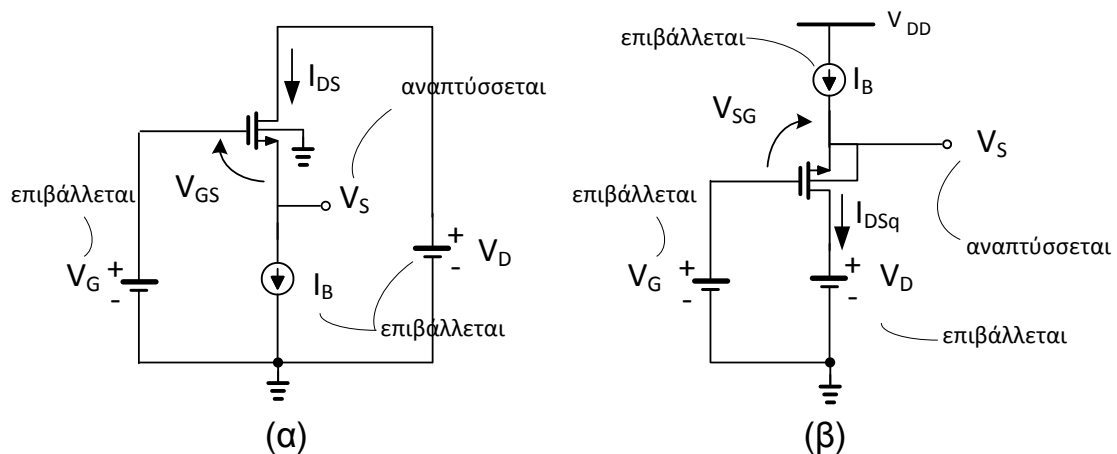 I_DS
αναπτύσσεται
επιβάλλεται
V_GS
V_S
V_G
+
-
I_B
+
-
V_D
επιβάλλεται
(α)
V_DD
επιβάλλεται
I_B
V_SG
V_S
επιβάλλεται
I_DSq
αναπτύσσεται
V_G
+
-
+
-
V_D
επιβάλλεται
(β)